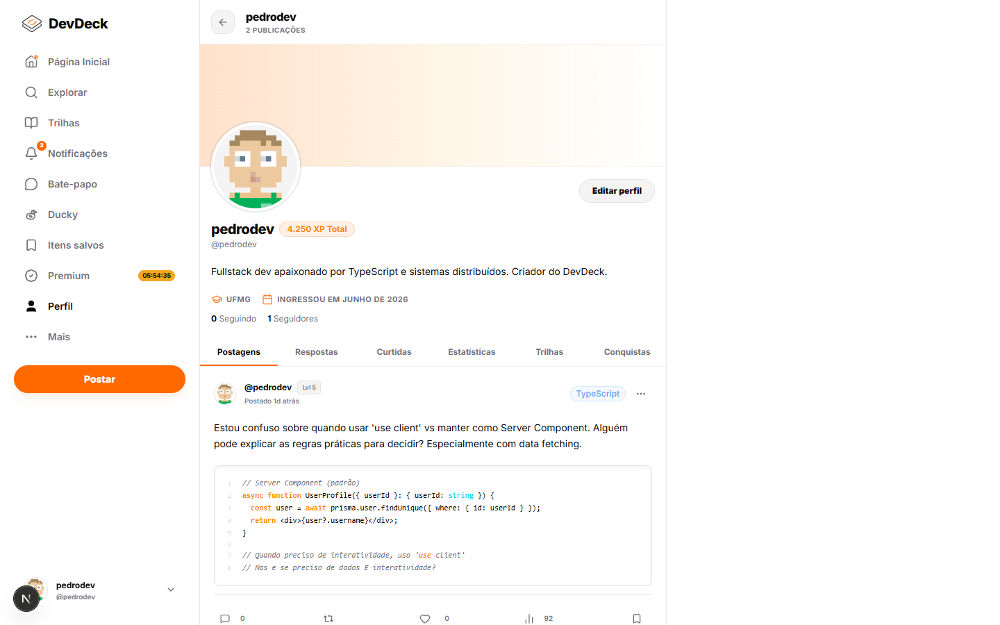 DevDeck
Página Inicial
Explorar
Trilhas
2
Notificações
Bate-papo
Ducky
Itens salvos
Premium
05:54:35
Perfil
Mais
Postar
pedrodev
@pedrodev
N
pedrodev
2 PUBLICAÇÕES
Editar perfil
pedrodev
4.250 XP Total
@pedrodev
Fullstack dev apaixonado por TypeScript e sistemas distribuídos. Criador do DevDeck.
UFMG
INGRESSOU EM JUNHO DE 2026
0 Seguindo
1 Seguidores
Postagens
Respostas
Curtidas
Estatísticas
Trilhas
Conquistas
@pedrodev
Lvl 5
Postado 1d atrás
TypeScript
Estou confuso sobre quando usar 'use client' vs manter como Server Component. Alguém
pode explicar as regras práticas para decidir? Especialmente com data fetching.
1 // Server Component (padrão)
2 async function UserProfile({ userId }: { userId: string }) {
3 const user = await prisma.user.findUnique({ where: { id: userId } });
4 return <div>{user?.username}</div>;
5 }
6
7 // Quando preciso de interatividade, uso 'use client'
8 // Mas e se preciso de dados E interatividade?
0
0
92